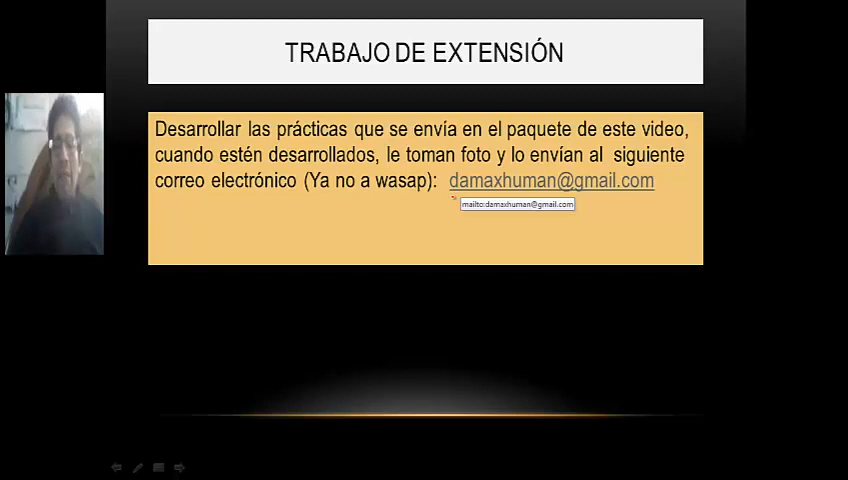 TRABAJO DE EXTENSIÓN
Desarrollar las prácticas que se envía en el paquete de este video,
cuando estén desarrollados, le toman foto y lo envían al siguiente
correo electrónico (Ya no a wasap): damaxhuman@gmail.com
mailto:damaxhuman@gmail.com